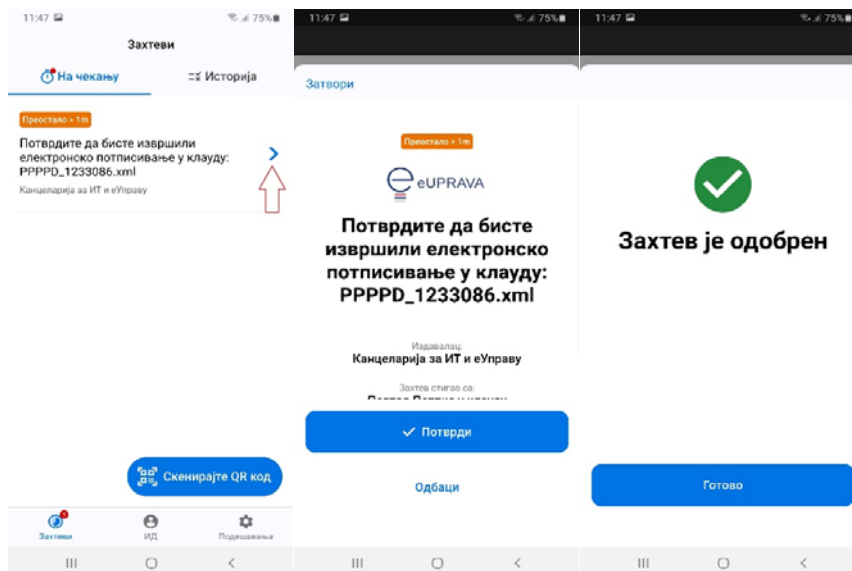 11:47
75%
Захтеви
На чекању
Историја
Преостало > 1m
Потврдите да бисте извршили
електронско потписивање у клауду:
PPPPD_1233086.xml
Канцеларија за ИТ и еУправу
Скенирајте QR код
1
Захтеви
ИД
Подешавања
11:47
75%
Затвори
Преостало > 1m
eUPRAVA
Потврдите да бисте
извршили електронско
потписивање у клауду:
PPPPD_1233086.xml
Издавалац:
Канцеларија за ИТ и еУправу
Захтев стигао са:
Потврди
Одбаци
11:47
75%
Захтев је одобрен
Готово